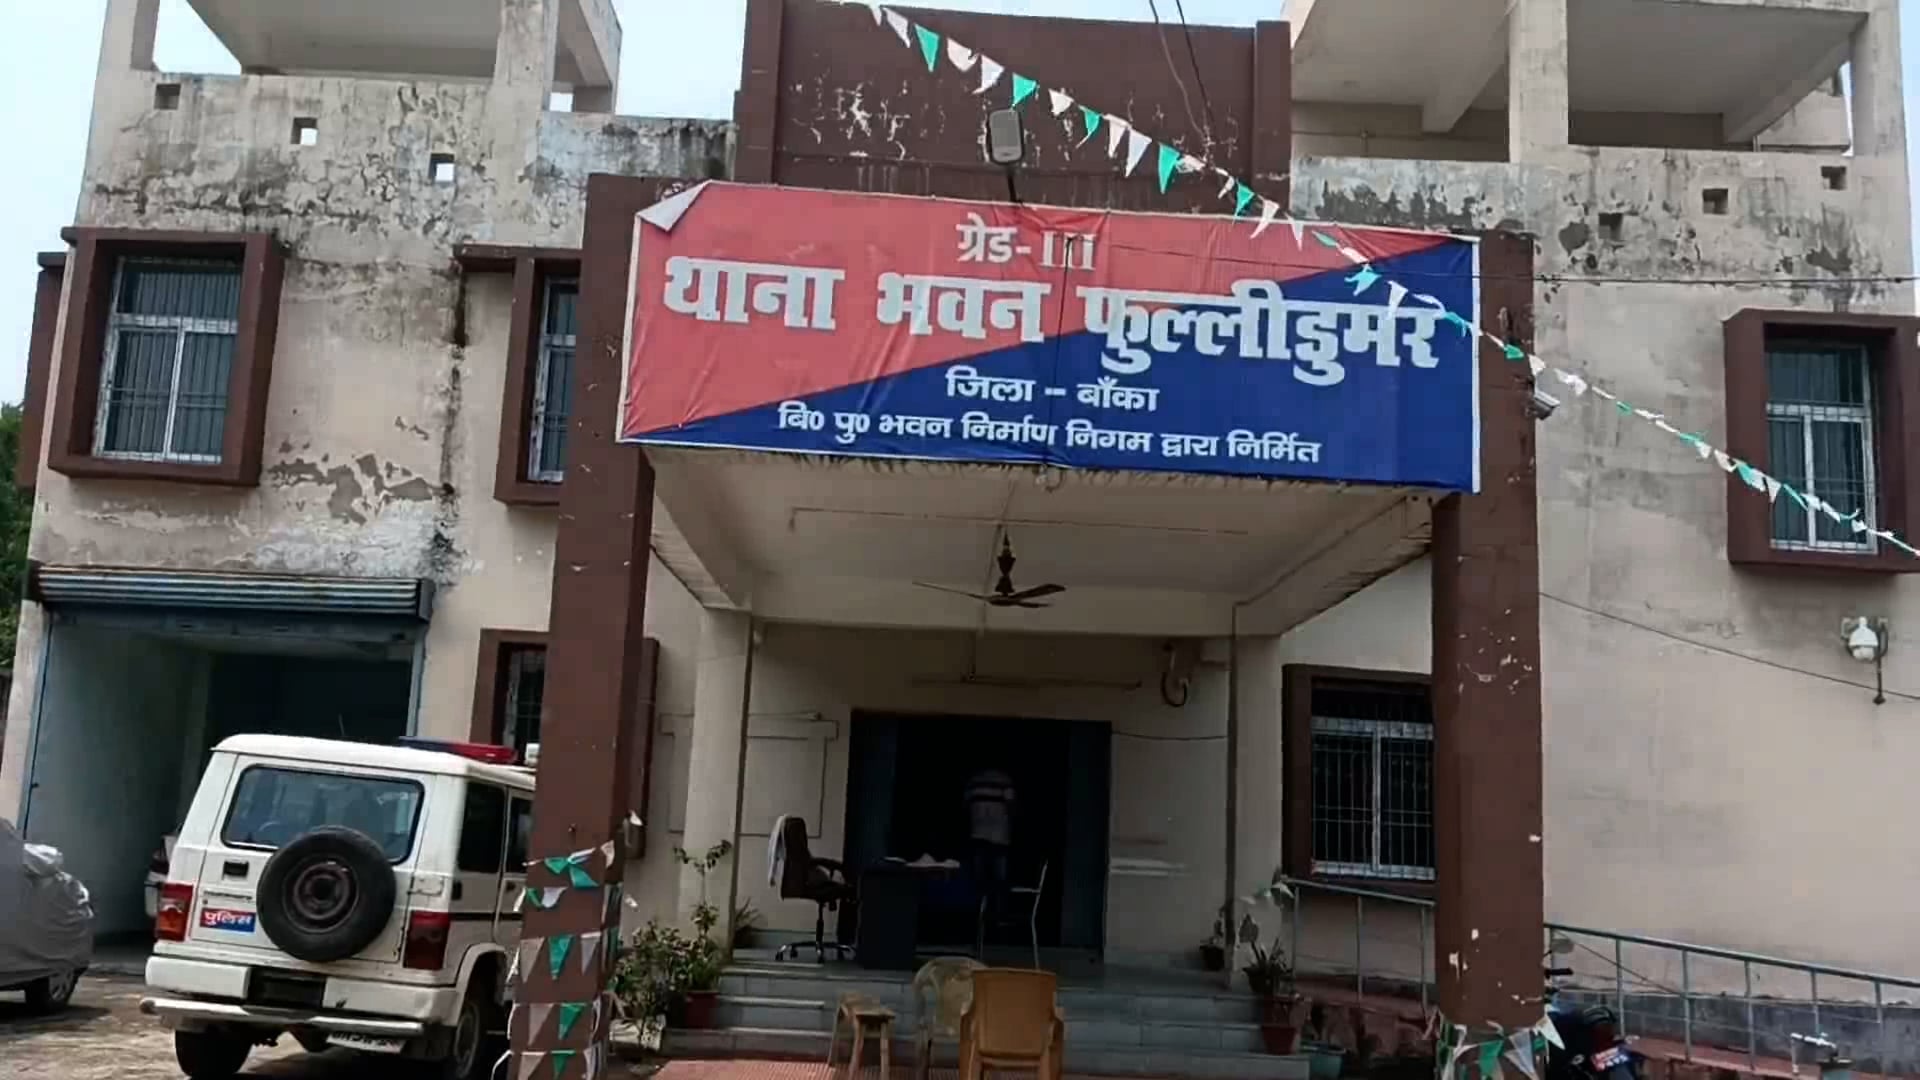 ग्रेड-III
थाना भवन फुल्लीडुमर
जिला - बाँका
बि० पु० भवन निर्माण निगम द्वारा निर्मित
पुलिस